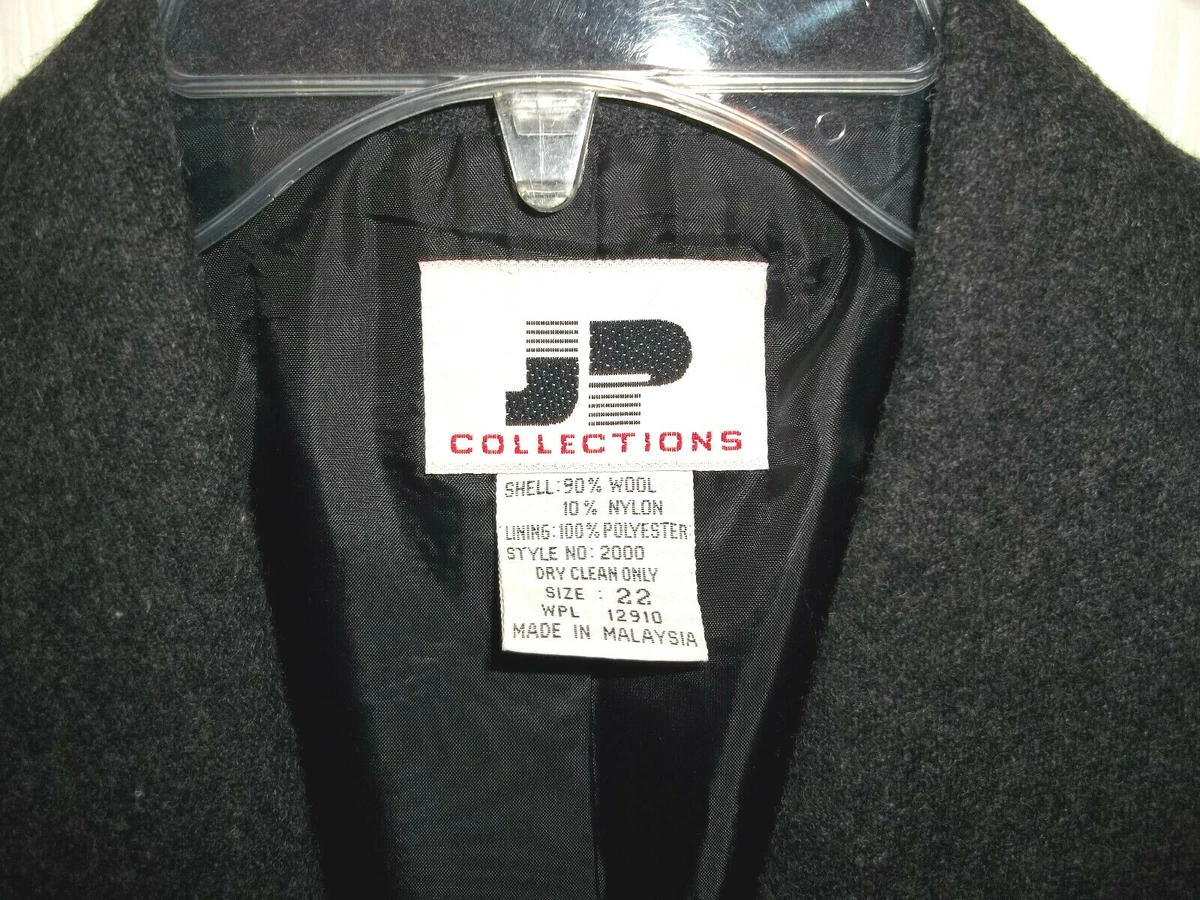 JP
COLLECTIONS
SHELL: 90% WOOL
10% NYLON
LINING: 100% POLYESTER
STYLE NO: 2000
DRY CLEAN ONLY
SIZE : 22
WPL 12910
MADE IN MALAYSIA